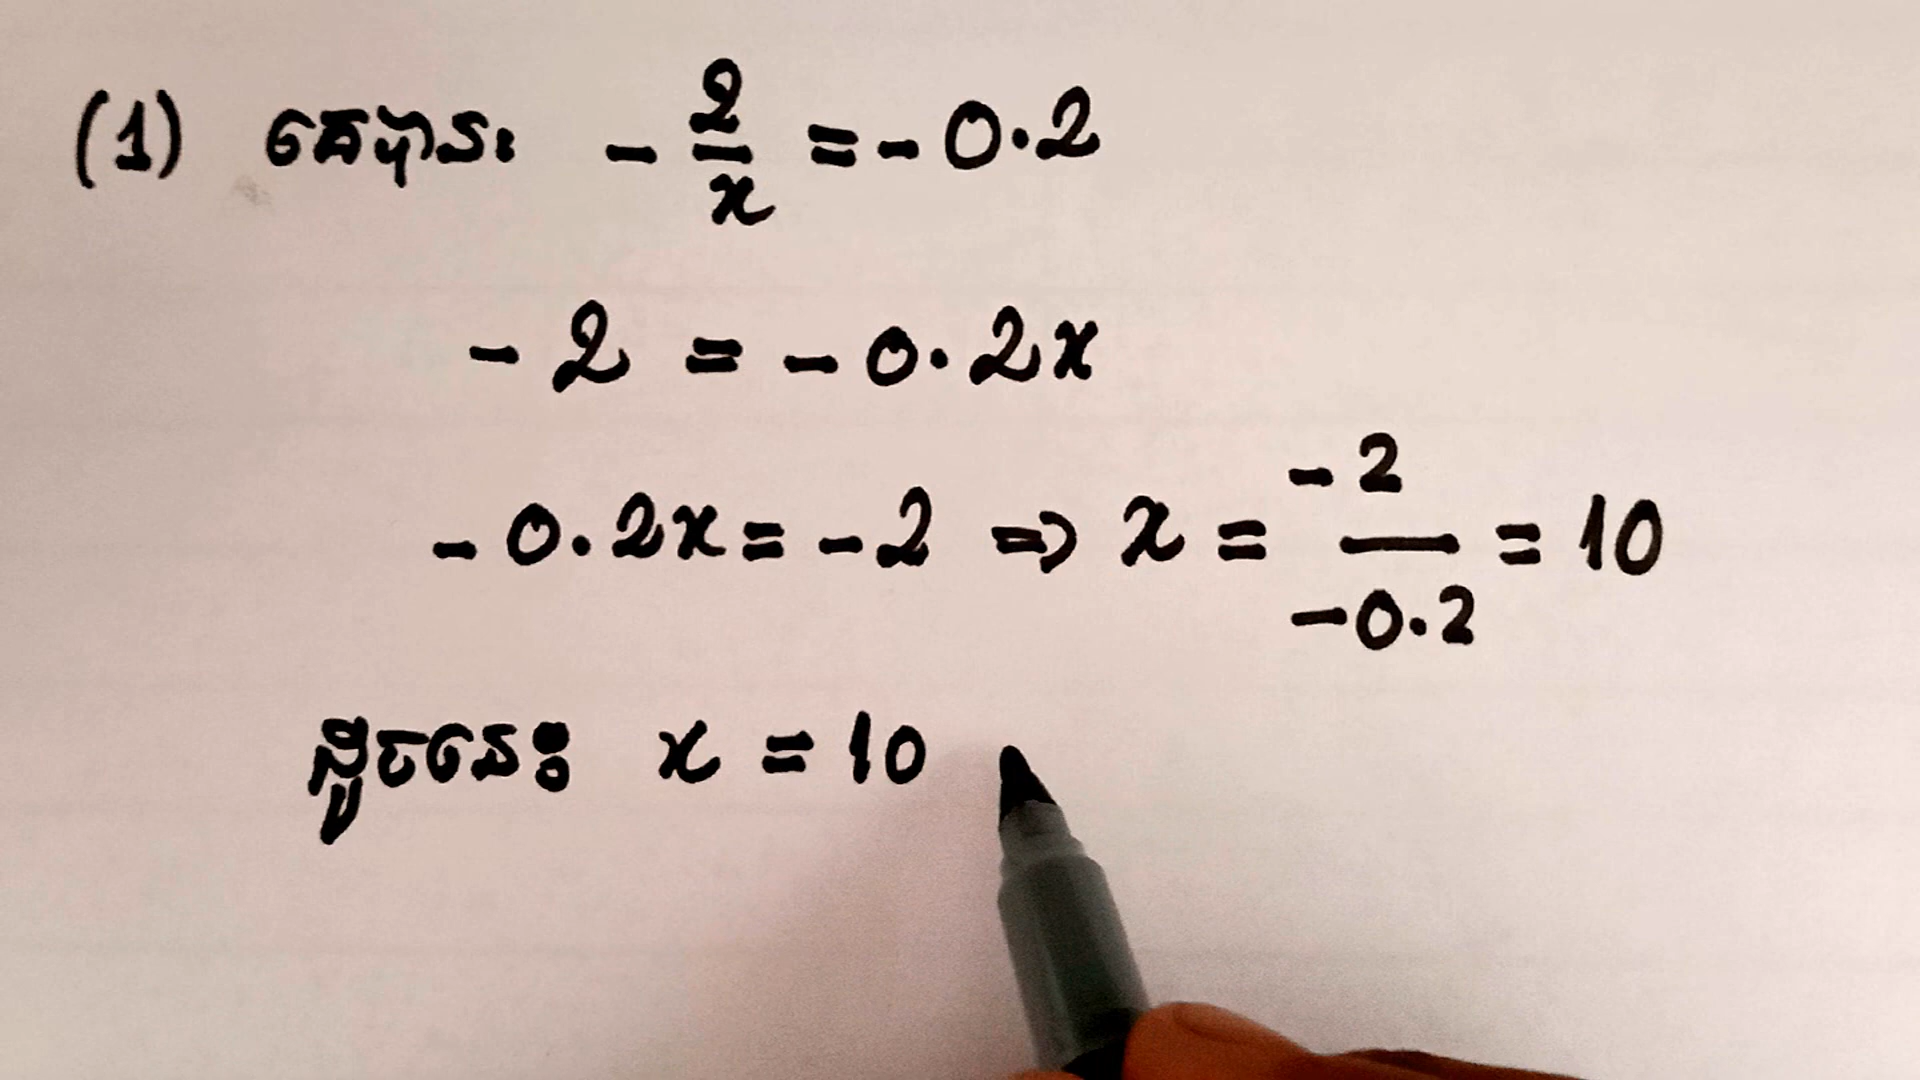 (1) គេបាន៖ - 2/x = - 0.2
- 2 = - 0.2x
- 0.2x = - 2 ⇒ x = -2/-0.2 = 10
ដូចនេះ x = 10